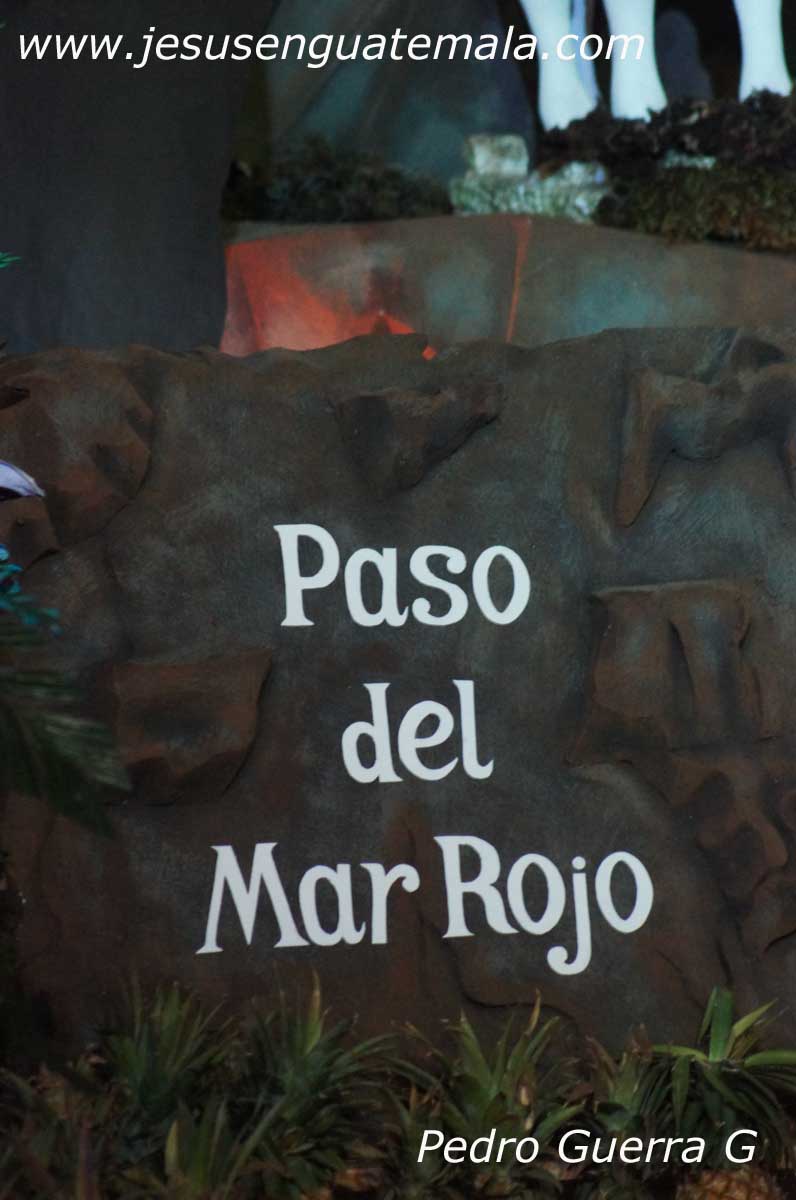 www.jesusenguatemala.com
Paso
del
Mar Rojo
Pedro Guerra G